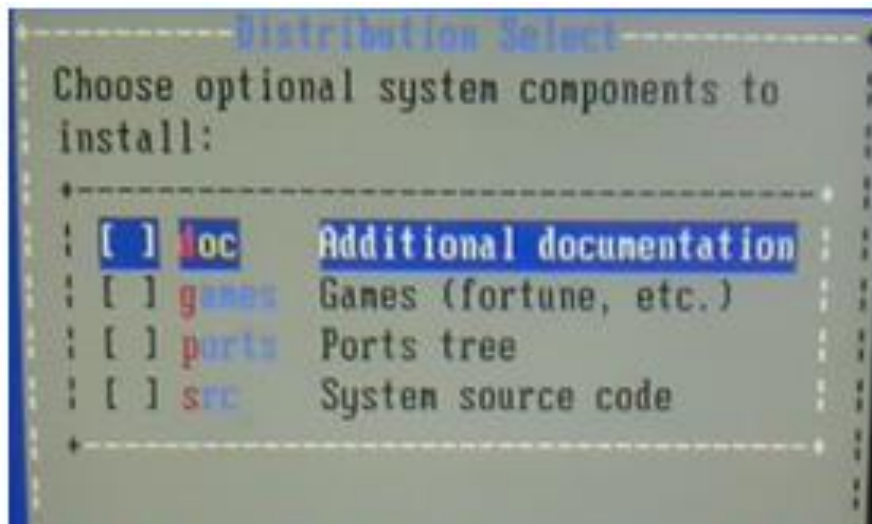 Distribution Select
Choose optional system components to
install:
[ ] doc Additional documentation
[ ] games Games (fortune, etc.)
[ ] ports Ports tree
[ ] src System source code